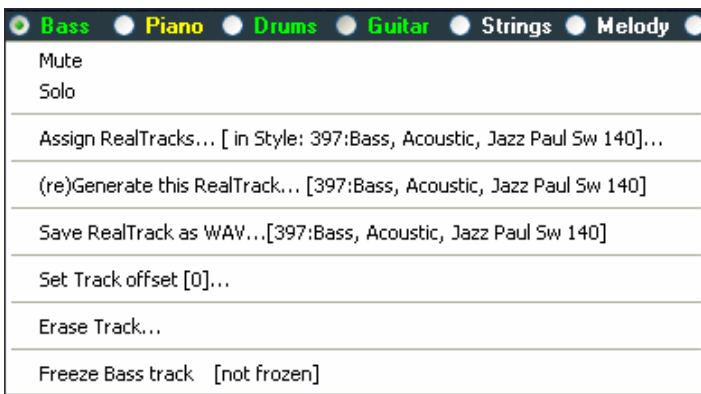 Bass Piano Drums Guitar Strings Melody
Mute
Solo
Assign RealTracks... [ in Style: 397:Bass, Acoustic, Jazz Paul Sw 140]...
(re)Generate this RealTrack... [397:Bass, Acoustic, Jazz Paul Sw 140]
Save RealTrack as WAV...[397:Bass, Acoustic, Jazz Paul Sw 140]
Set Track offset [0]...
Erase Track...
Freeze Bass track [not frozen]